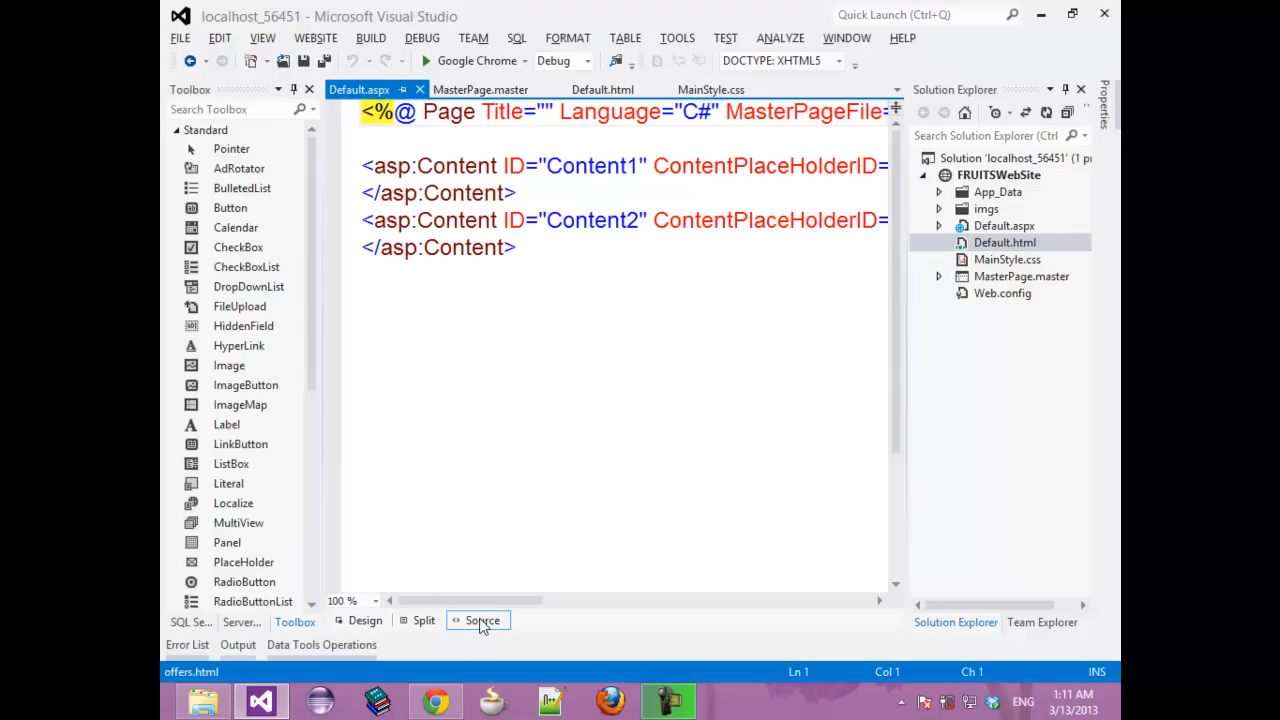 localhost_56451 - Microsoft Visual Studio
Quick Launch (Ctrl+Q)
FILE EDIT VIEW WEBSITE BUILD DEBUG TEAM SQL FORMAT TABLE TOOLS TEST ANALYZE WINDOW HELP
Google Chrome Debug DOCTYPE: XHTML5
Toolbox
Search Toolbox
Standard
Pointer
AdRotator
BulletedList
Button
Calendar
CheckBox
CheckBoxList
DropDownList
FileUpload
HiddenField
HyperLink
Image
ImageButton
ImageMap
Label
LinkButton
ListBox
Literal
Localize
MultiView
Panel
PlaceHolder
RadioButton
RadioButtonList
SQL Se... Server... Toolbox
Default.aspx MasterPage.master Default.html MainStyle.css
<%@ Page Title="" Language="C#" MasterPageFile=
<asp:Content ID="Content1" ContentPlaceHolderID=
</asp:Content>
<asp:Content ID="Content2" ContentPlaceHolderID=
</asp:Content>
100 %
Design Split Source
Solution Explorer
Search Solution Explorer (Ctrl
Solution 'localhost_56451' (1 pr
FRUITSWebSite
App_Data
imgs
Default.aspx
Default.html
MainStyle.css
MasterPage.master
Web.config
Solution Explorer Team Explorer
Properties
Error List Output Data Tools Operations
offers.html Ln 1 Col 1 Ch 1 INS
ENG
1:11 AM
3/13/2013